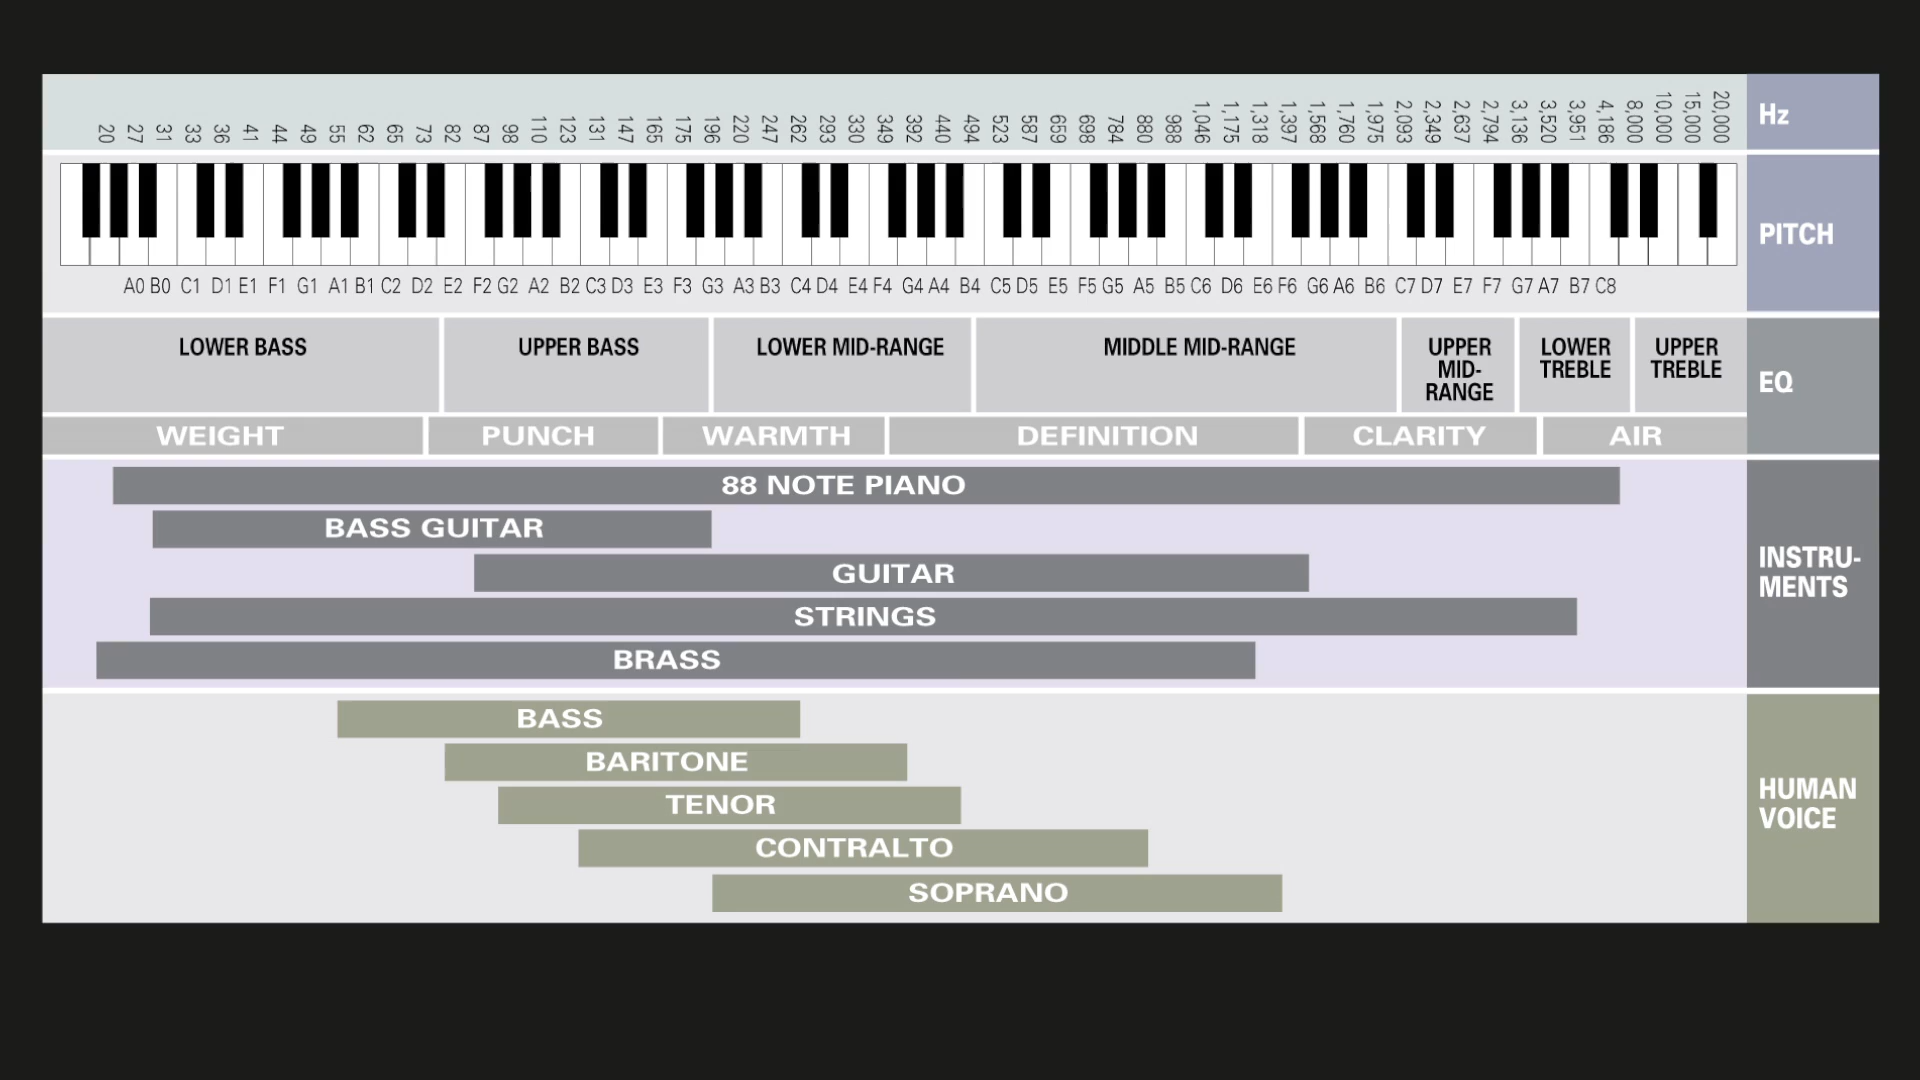 20 27 31 33 36 41 44 49 55 62 65 73 82 87 98 110 123 131 147 165 175 196 220 247 262 293 330 349 392 440 494 523 587 659 698 784 880 988 1,046 1,175 1,318 1,397 1,568 1,760 1,975 2,093 2,349 2,637 2,794 3,136 3,520 3,951 4,186 8,000 10,000 15,000 20,000
Hz
PITCH
A0 B0 C1 D1 E1 F1 G1 A1 B1 C2 D2 E2 F2 G2 A2 B2 C3 D3 E3 F3 G3 A3 B3 C4 D4 E4 F4 G4 A4 B4 C5 D5 E5 F5 G5 A5 B5 C6 D6 E6 F6 G6 A6 B6 C7 D7 E7 F7 G7 A7 B7 C8
LOWER BASS
UPPER BASS
LOWER MID-RANGE
MIDDLE MID-RANGE
UPPER
MID-
RANGE
LOWER
TREBLE
UPPER
TREBLE
EQ
WEIGHT
PUNCH
WARMTH
DEFINITION
CLARITY
AIR
88 NOTE PIANO
BASS GUITAR
GUITAR
STRINGS
BRASS
INSTRU-
MENTS
BASS
BARITONE
TENOR
CONTRALTO
SOPRANO
HUMAN
VOICE